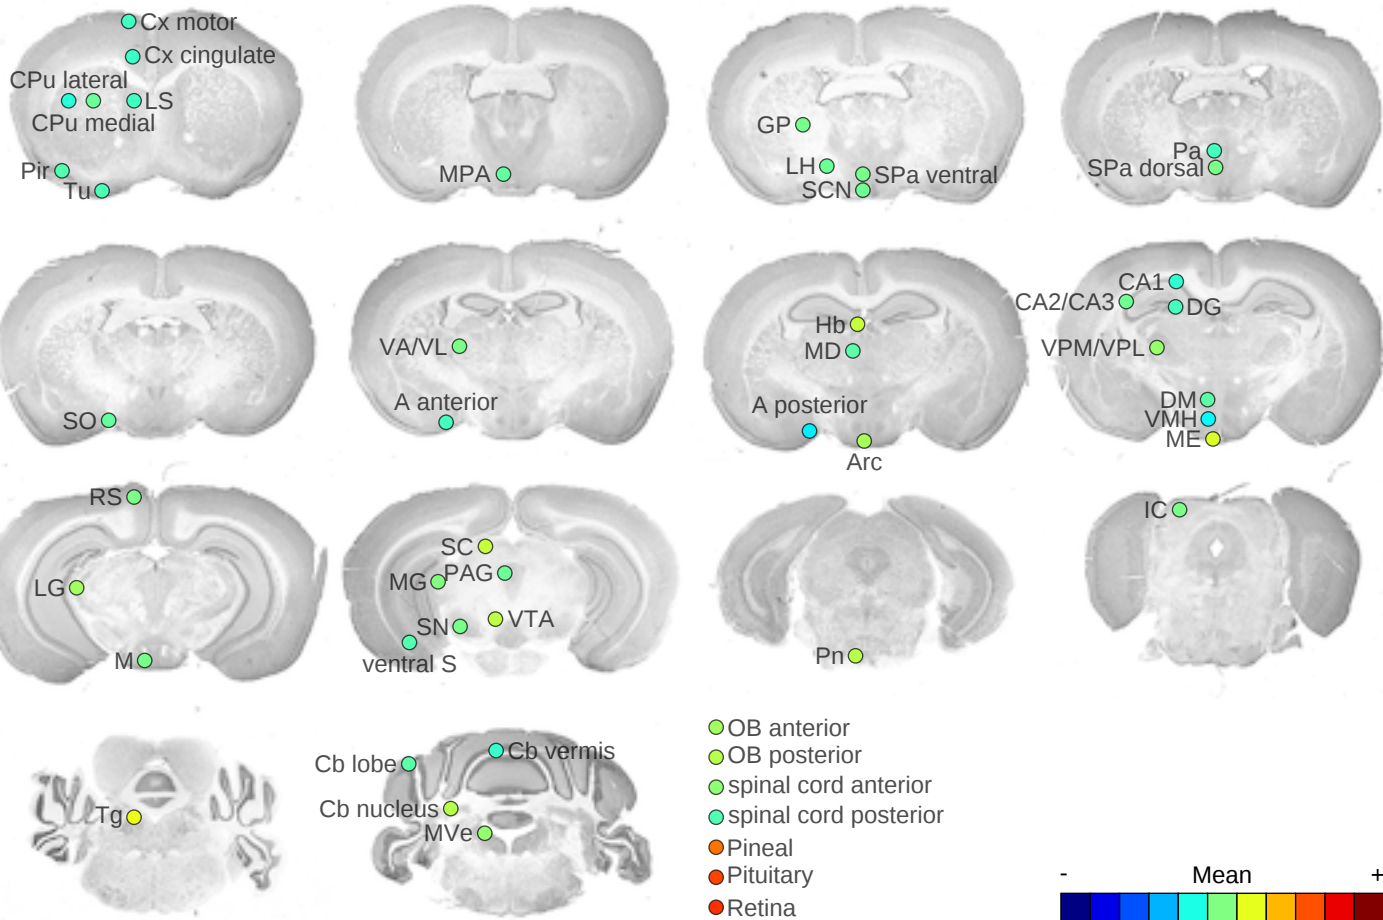 Cx motor
Cx cingulate
CPu lateral
LS
CPu medial
Pir
Tu
MPA
GP
LH
SPa ventral
SCN
Pa
SPa dorsal
SO
VA/VL
A anterior
Hb
MD
A posterior
Arc
CA1
CA2/CA3
DG
VPM/VPL
DM
VMH
ME
RS
LG
M
SC
PAG
MG
VTA
SN
ventral S
Pn
IC
Tg
Cb vermis
Cb lobe
Cb nucleus
MVe
OB anterior
OB posterior
spinal cord anterior
spinal cord posterior
Pineal
Pituitary
Retina
- Mean +